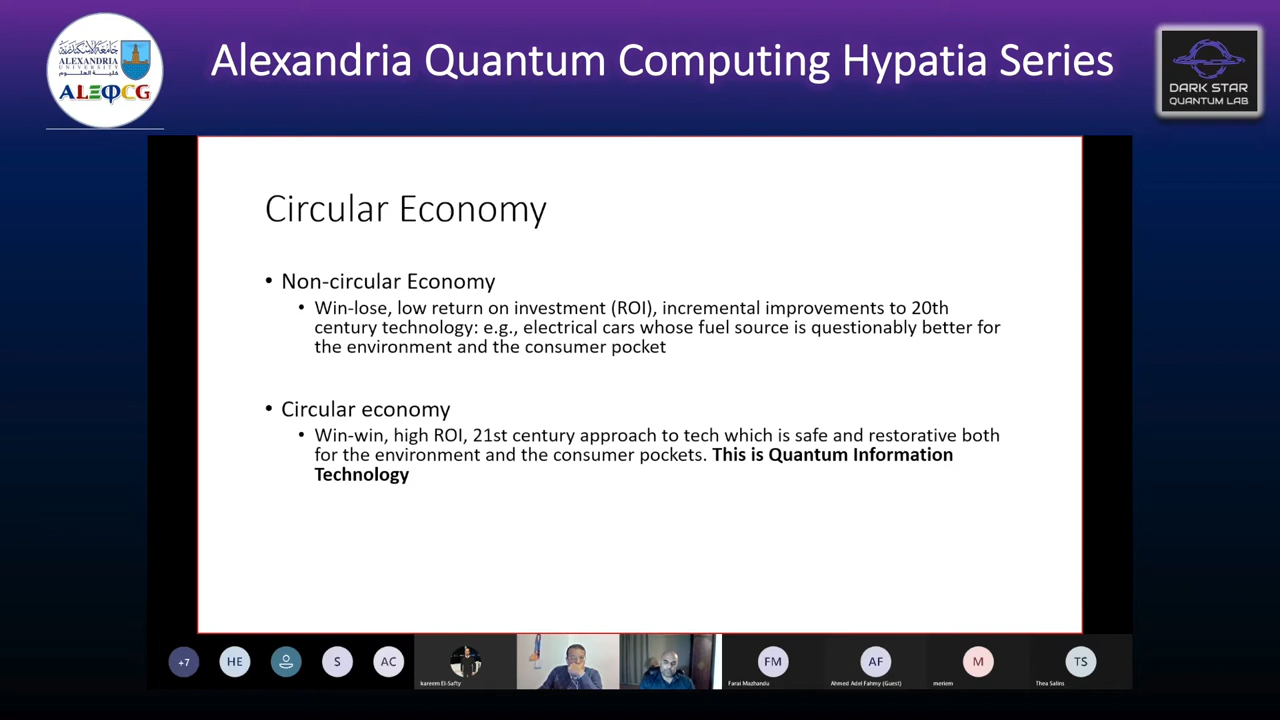 Alexandria Quantum Computing Hypatia Series
جامعة الإسكندرية
ALEXANDRIA
UNIVERSITY
كلية العلوم
ALEΦCG
DARK STAR
QUANTUM LAB
Circular Economy
• Non-circular Economy
• Win-lose, low return on investment (ROI), incremental improvements to 20th
century technology: e.g., electrical cars whose fuel source is questionably better for
the environment and the consumer pocket
• Circular economy
• Win-win, high ROI, 21st century approach to tech which is safe and restorative both
for the environment and the consumer pockets. This is Quantum Information
Technology
+7
HE
S
AC
kareem El-Safty
FM
Farai Mazhandu
AF
Ahmed Adel Fahmy (Guest)
M
meriem
TS
Thea Salins